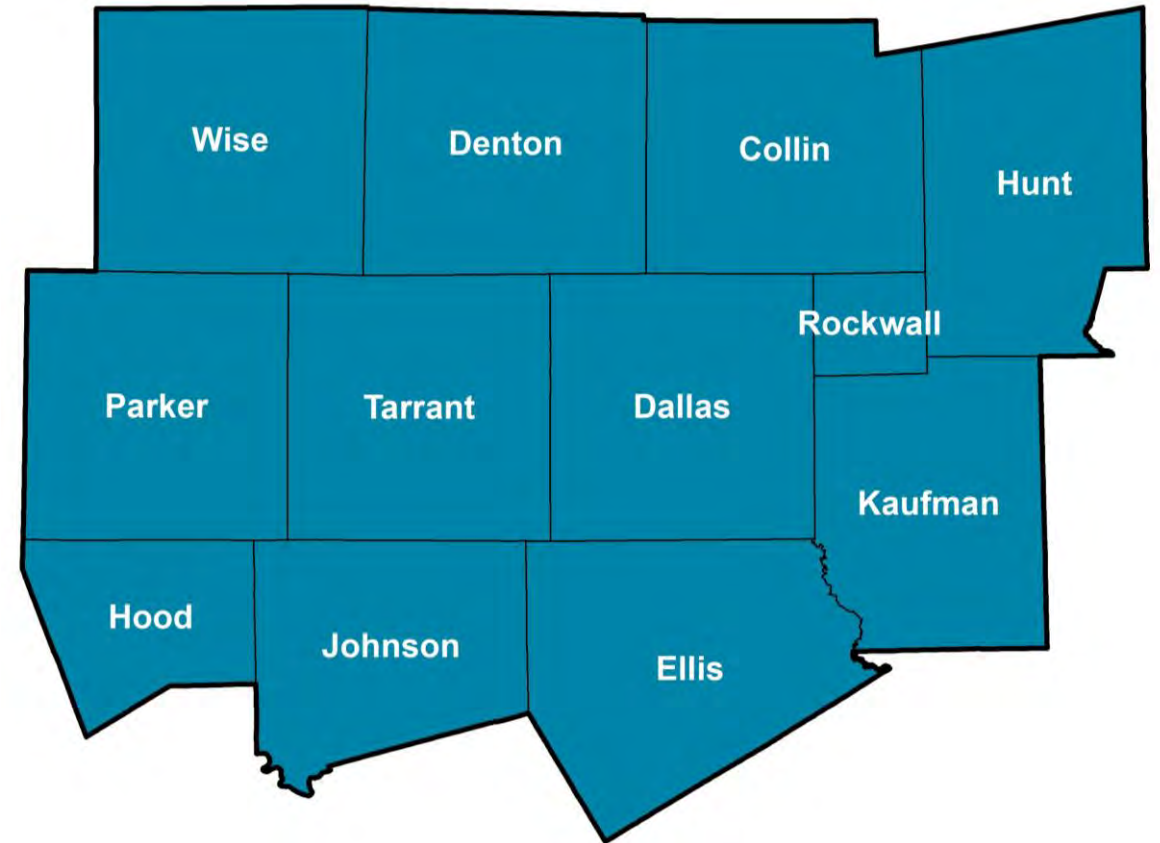 Wise
Denton
Collin
Hunt
Rockwall
Parker
Tarrant
Dallas
Kaufman
Hood
Johnson
Ellis